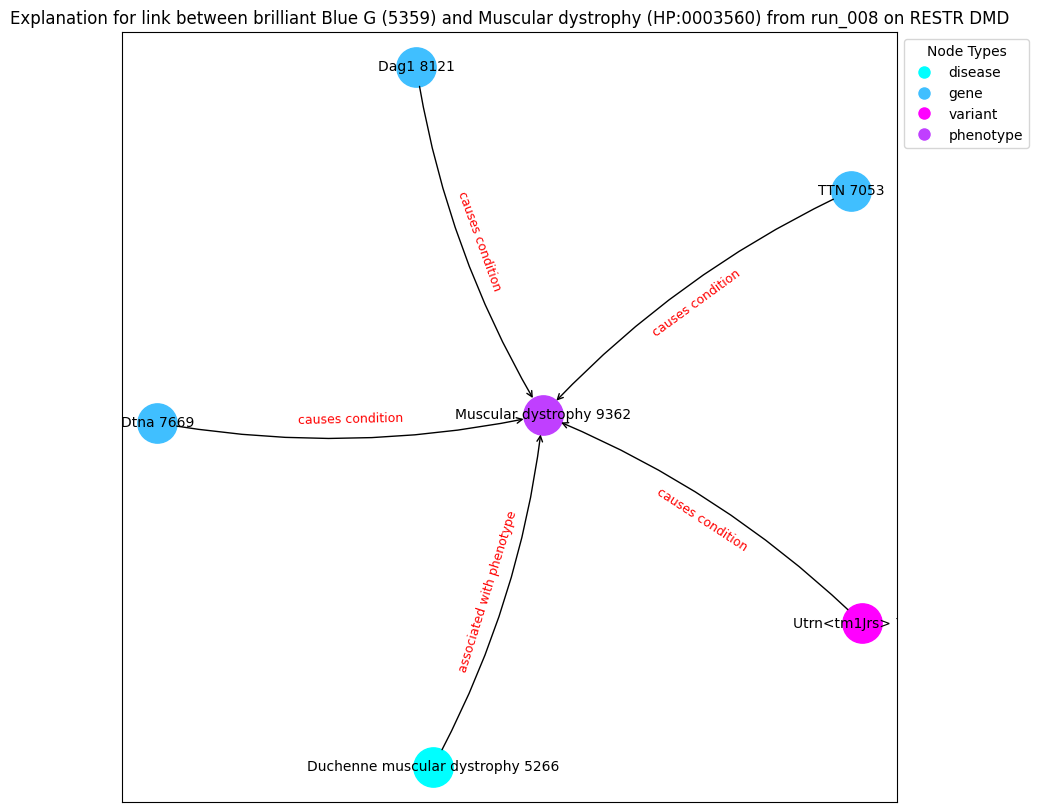 Explanation for link between brilliant Blue G (5359) and Muscular dystrophy (HP:0003560) from run_008 on RESTR DMD
Node Types
disease
gene
variant
phenotype
Dag1 8121
TTN 7053
causes condition
causes condition
Muscular dystrophy 9362
Dtna 7669
causes condition
causes condition
associated with phenotype
Utrn<tm1Jrs>
Duchenne muscular dystrophy 5266